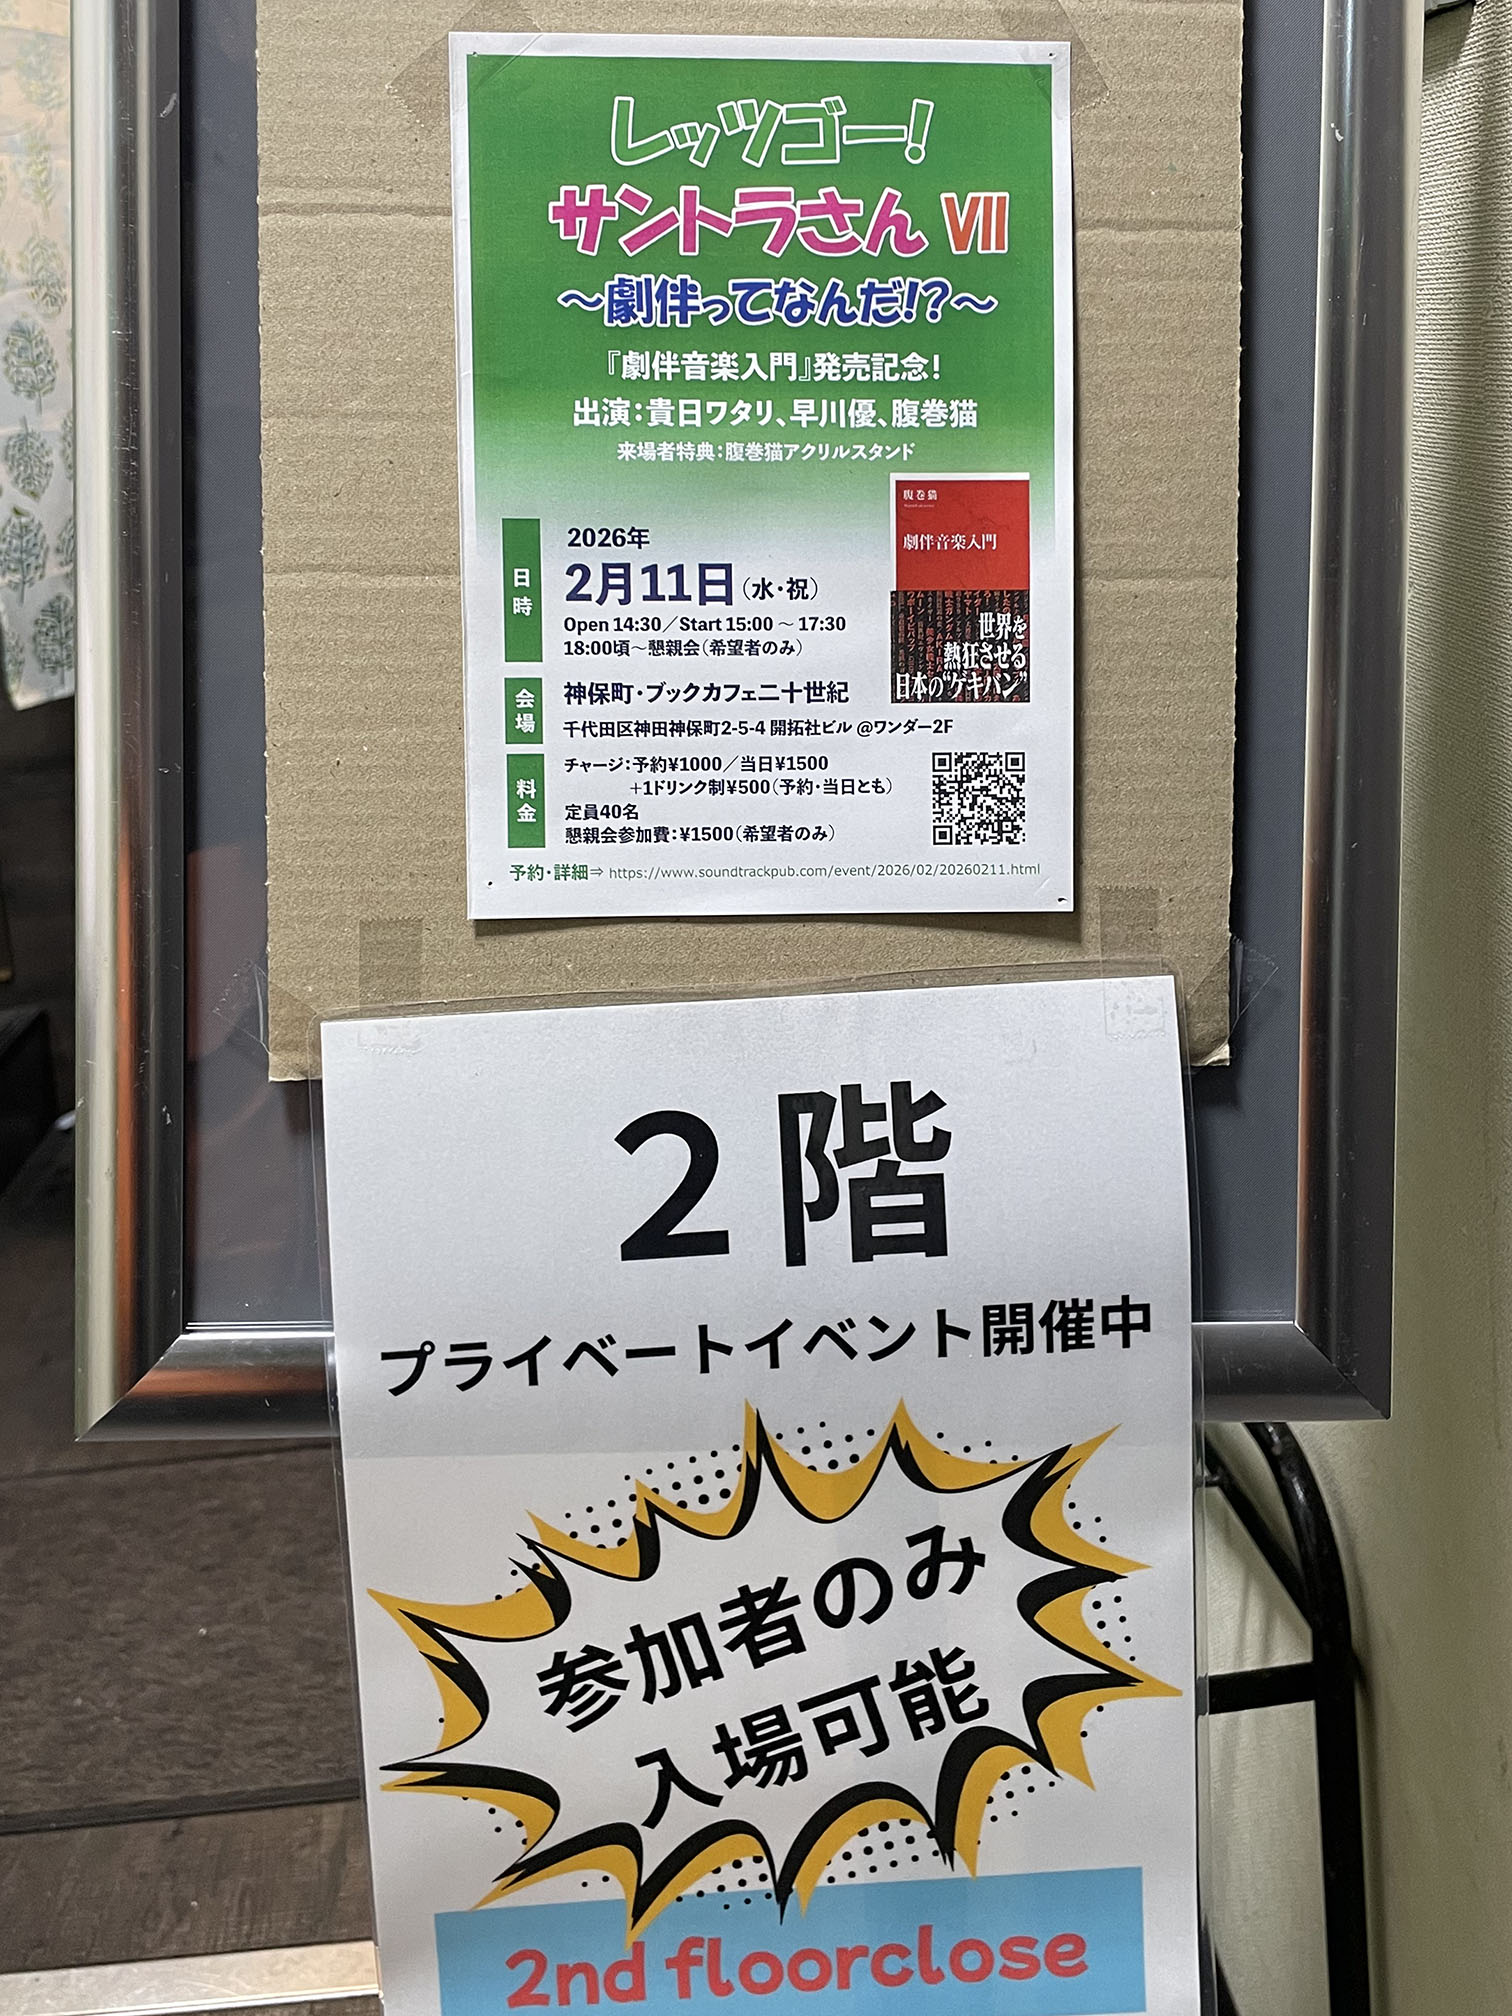 レッツゴー!
サントラさん VII
～劇伴ってなんだ!?～
『劇伴音楽入門』発売記念!
出演:貴日ワタリ、早川優、腹巻猫
来場者特典:腹巻猫アクリルスタンド
日時
2026年
2月11日(水・祝)
Open 14:30／Start 15:00 ～ 17:30
18:00頃～懇親会(希望者のみ)
会場
神保町・ブックカフェ二十世紀
千代田区神田神保町2-5-4 開拓社ビル @ワンダー2F
料金
チャージ:予約¥1000／当日¥1500
+1ドリンク制¥500(予約・当日とも)
定員40名
懇親会参加費:¥1500(希望者のみ)
予約・詳細⇒ https://www.soundtrackpub.com/event/2026/02/20260211.html
腹巻猫
劇伴音楽入門
世界を
熱狂させる
日本の"ゲキバン"
2階
プライベートイベント開催中
参加者のみ
入場可能
2nd floorclose